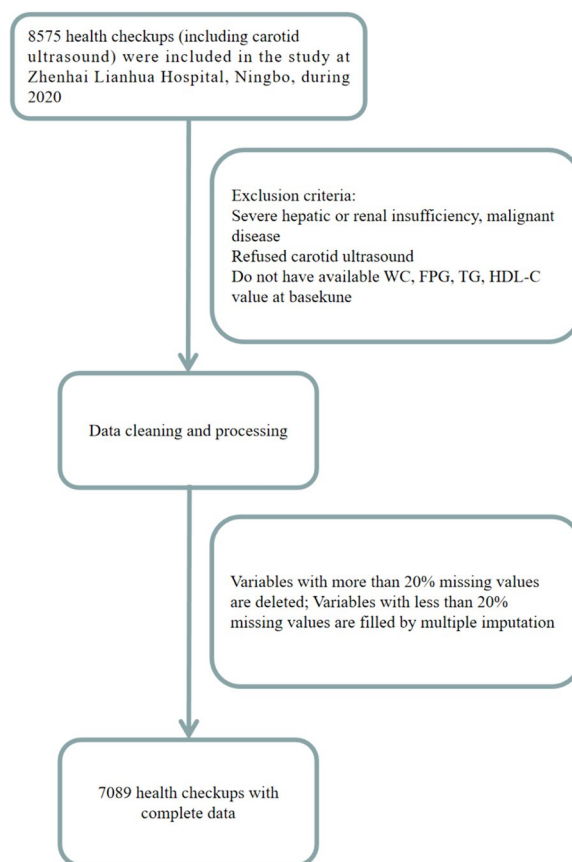 8575 health checkups (including carotid
ultrasound) were included in the study at
Zhenhai Lianhua Hospital, Ningbo, during
2020
Exclusion criteria:
Severe hepatic or renal insufficiency, malignant
disease
Refused carotid ultrasound
Do not have available WC, FPG, TG, HDL-C
value at basekune
Data cleaning and processing
Variables with more than 20% missing values
are deleted; Variables with less than 20%
missing values are filled by multiple imputation
7089 health checkups with
complete data